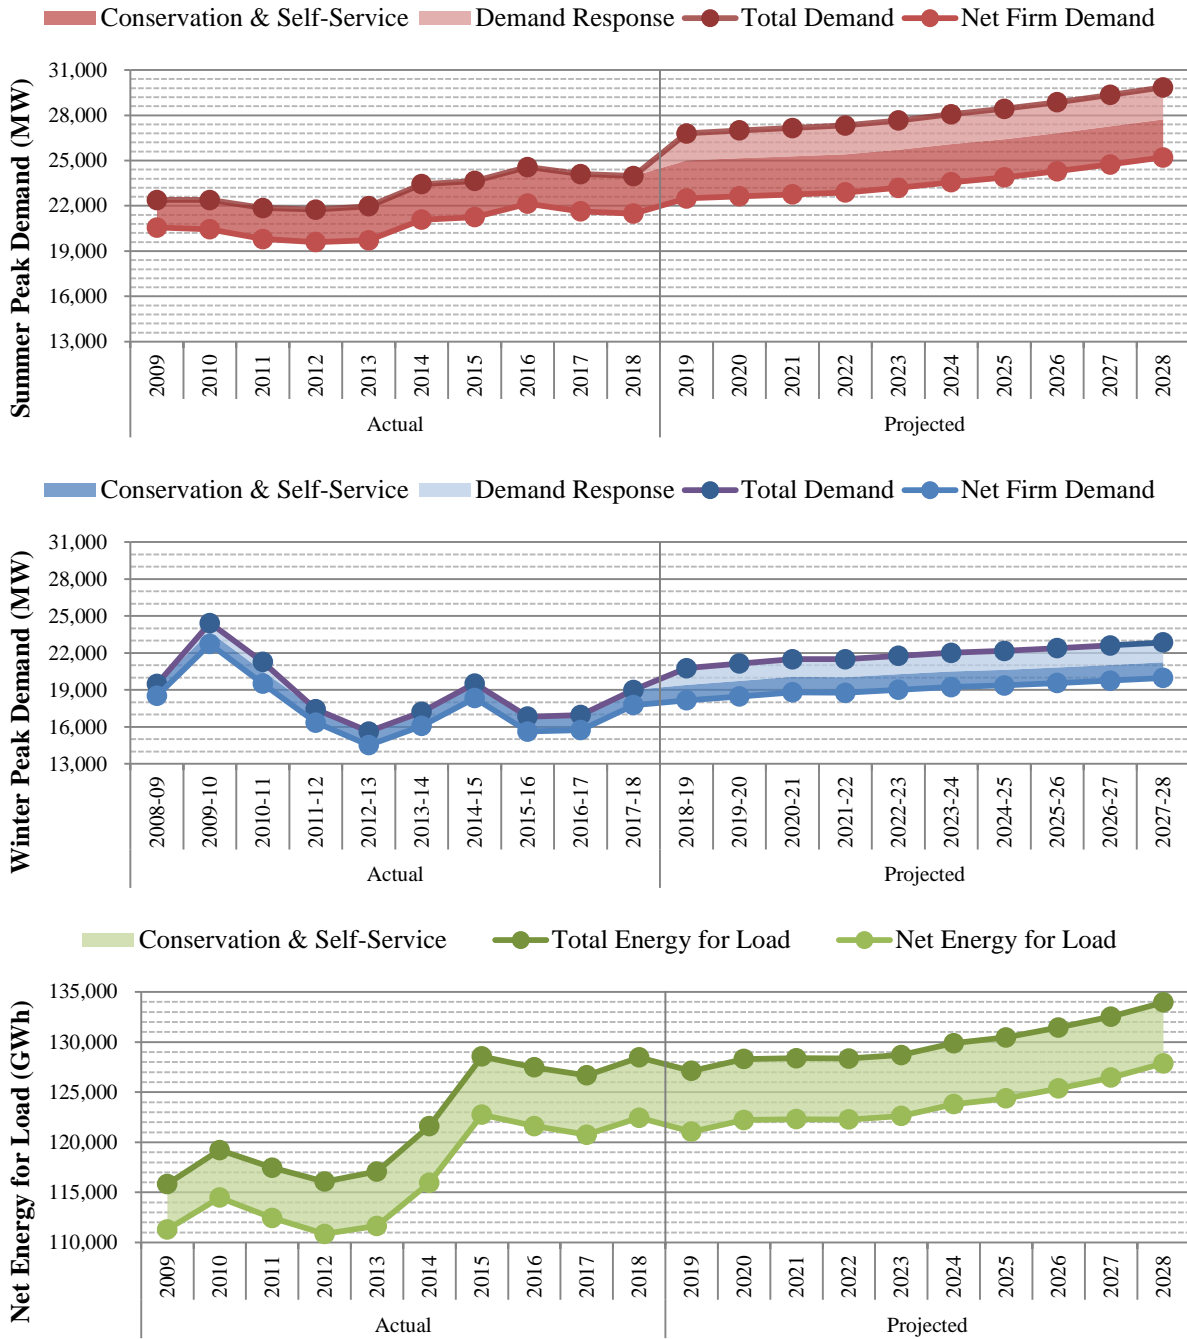 Conservation & Self-Service Demand Response Total Demand Net Firm Demand
Summer Peak Demand (MW)
31,000
28,000
25,000
22,000
19,000
16,000
13,000
2009 2010 2011 2012 2013 2014 2015 2016 2017 2018 2019 2020 2021 2022 2023 2024 2025 2026 2027 2028
Actual Projected
Conservation & Self-Service Demand Response Total Demand Net Firm Demand
Winter Peak Demand (MW)
31,000
28,000
25,000
22,000
19,000
16,000
13,000
2008-09 2009-10 2010-11 2011-12 2012-13 2013-14 2014-15 2015-16 2016-17 2017-18 2018-19 2019-20 2020-21 2021-22 2022-23 2023-24 2024-25 2025-26 2026-27 2027-28
Actual Projected
Conservation & Self-Service Total Energy for Load Net Energy for Load
Net Energy for Load (GWh)
135,000
130,000
125,000
120,000
115,000
110,000
2009 2010 2011 2012 2013 2014 2015 2016 2017 2018 2019 2020 2021 2022 2023 2024 2025 2026 2027 2028
Actual Projected